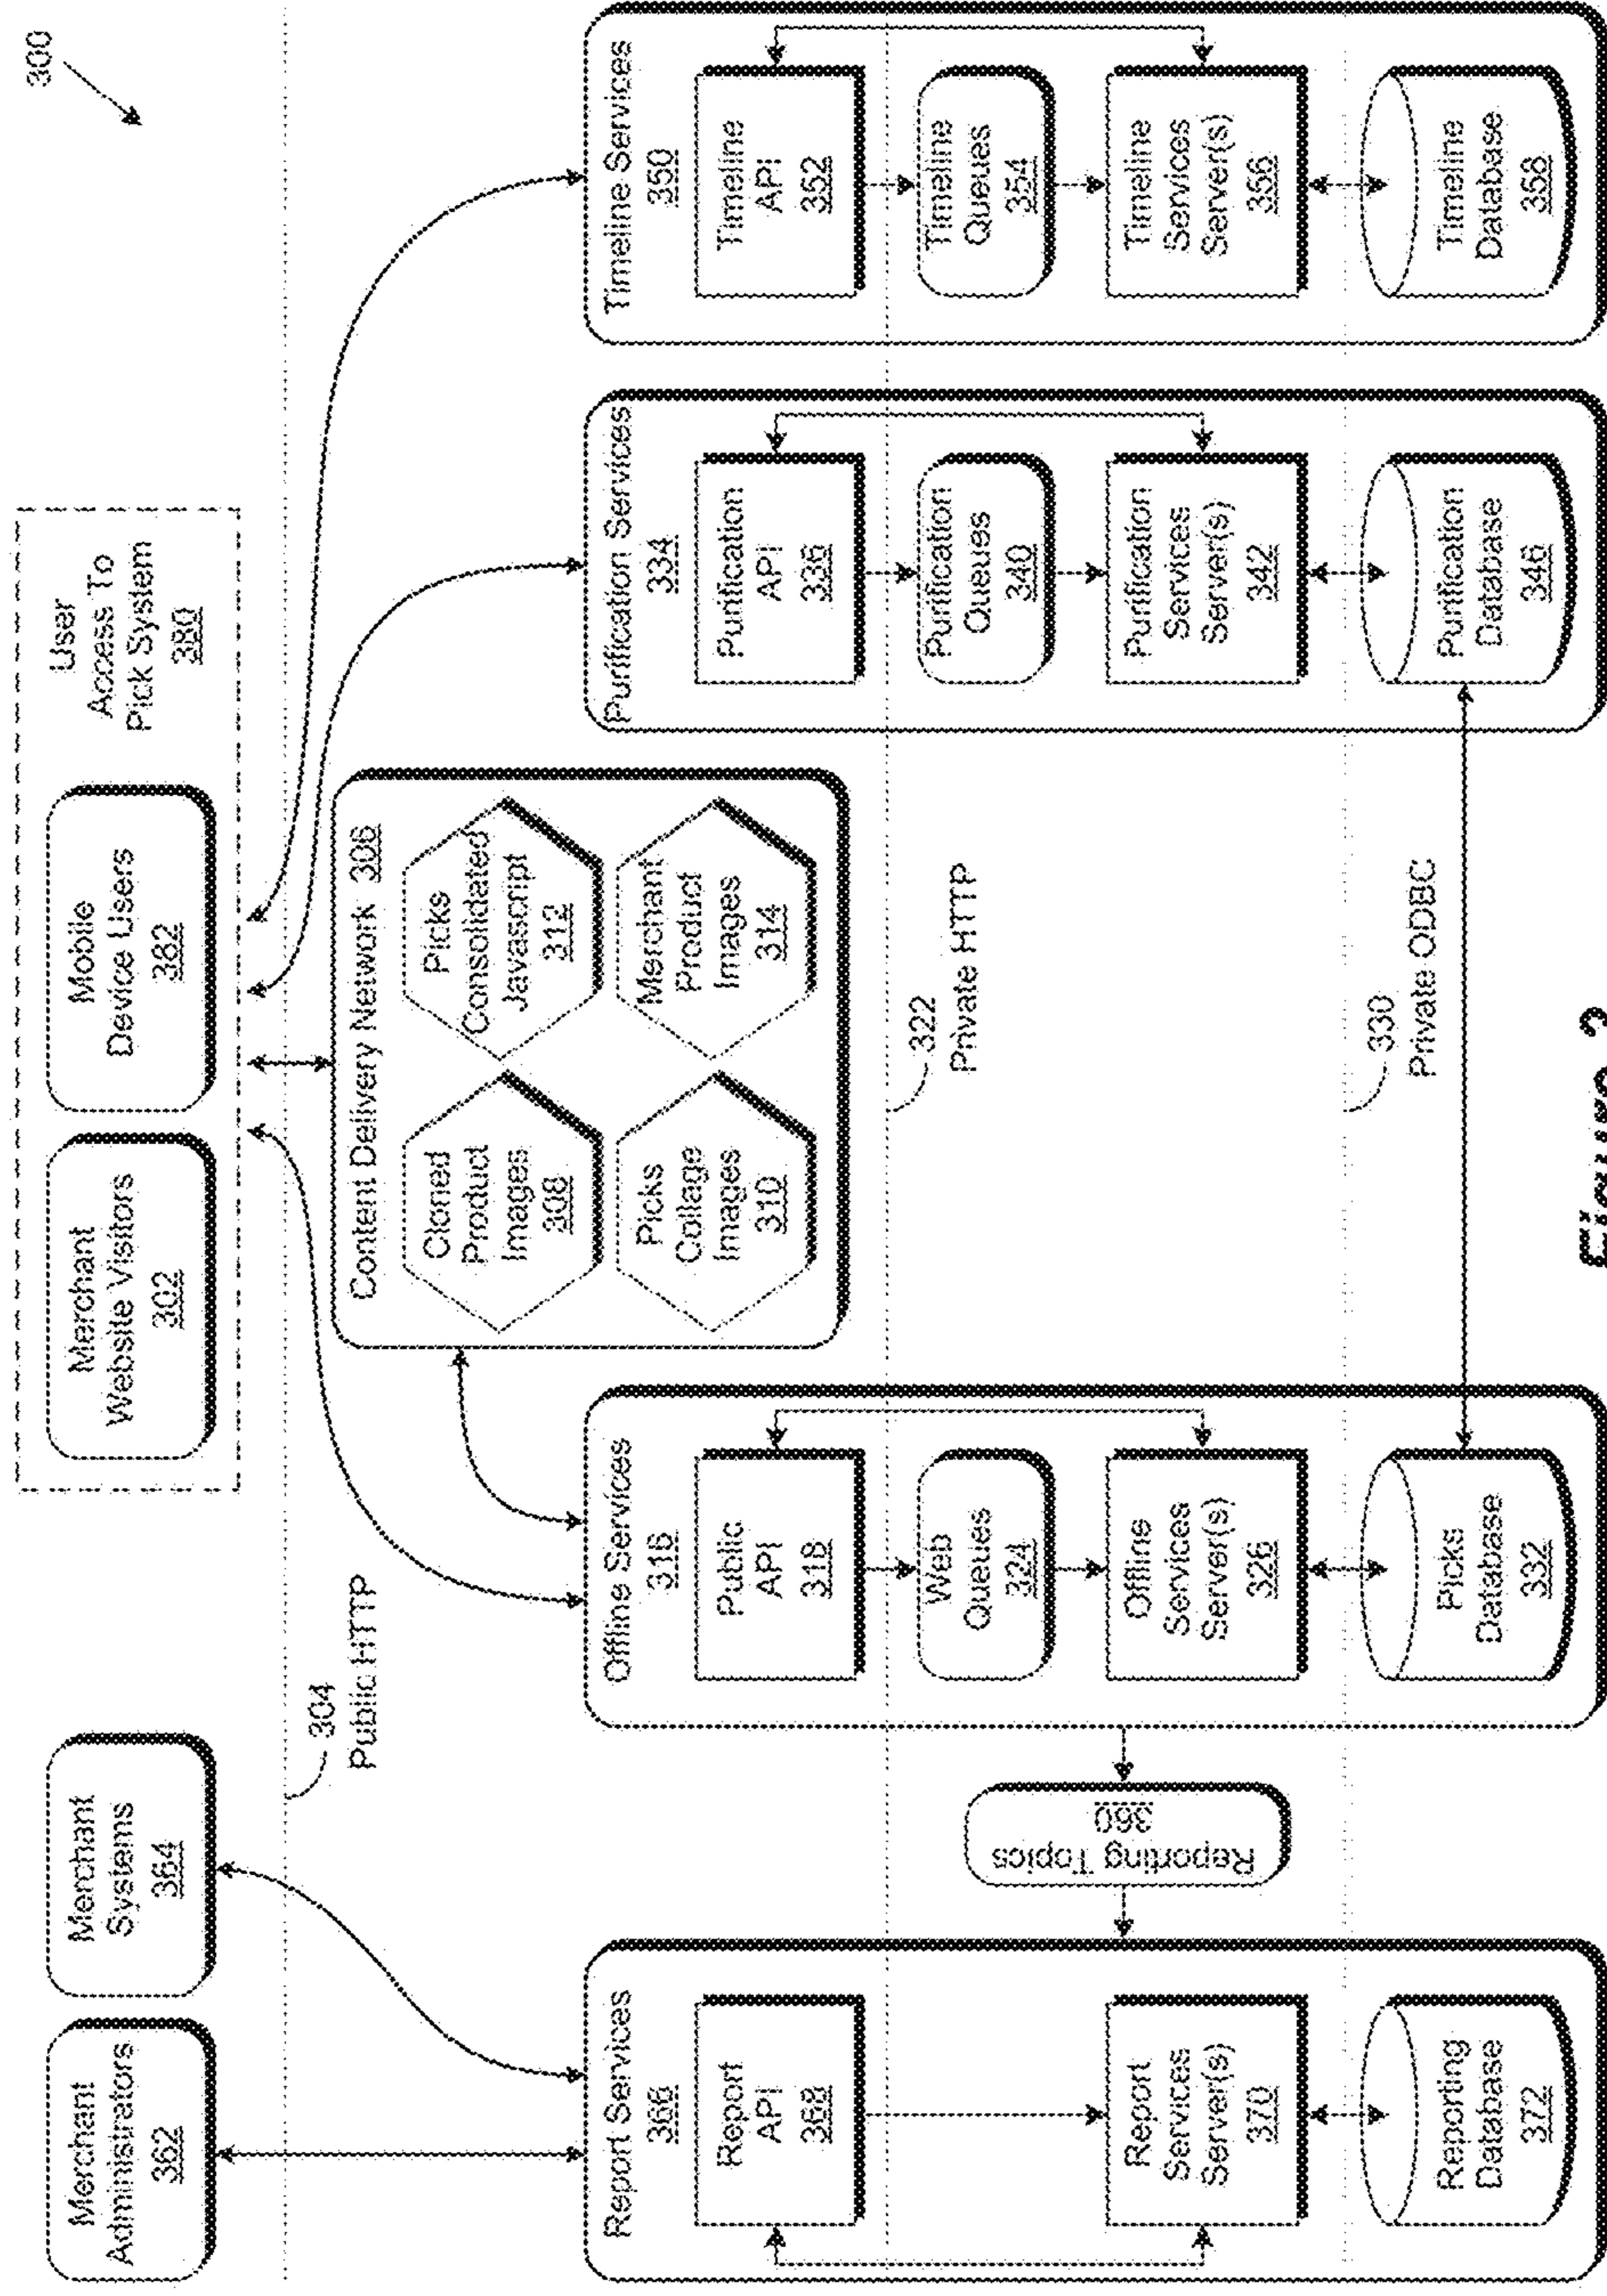 300
Merchant
Administrators
362
Merchant
Systems
364
Merchant
Website Visitors
302
Mobile
Device Users
382
User
Access To
Pick System
380
304
Public HTTP
Content Delivery Network 306
Cloned
Product
Images
308
Picks
Consolidated
Javascript
312
Picks
Collage
Images
310
Merchant
Product
Images
314
Report Services
366
Report
API
368
Report
Services
Server(s)
370
Reporting
Database
372
Reporting Topics
360
Offline Services
316
Public
API
318
Web
Queues
324
Offline
Services
Server(s)
326
Picks
Database
332
322
Private HTTP
330
Private ODBC
Purification Services
334
Purification
API
336
Purification
Queues
340
Purification
Services
Server(s)
342
Purification
Database
346
Timeline Services
350
Timeline
API
352
Timeline
Queues
354
Timeline
Services
Server(s)
356
Timeline
Database
358
Figure